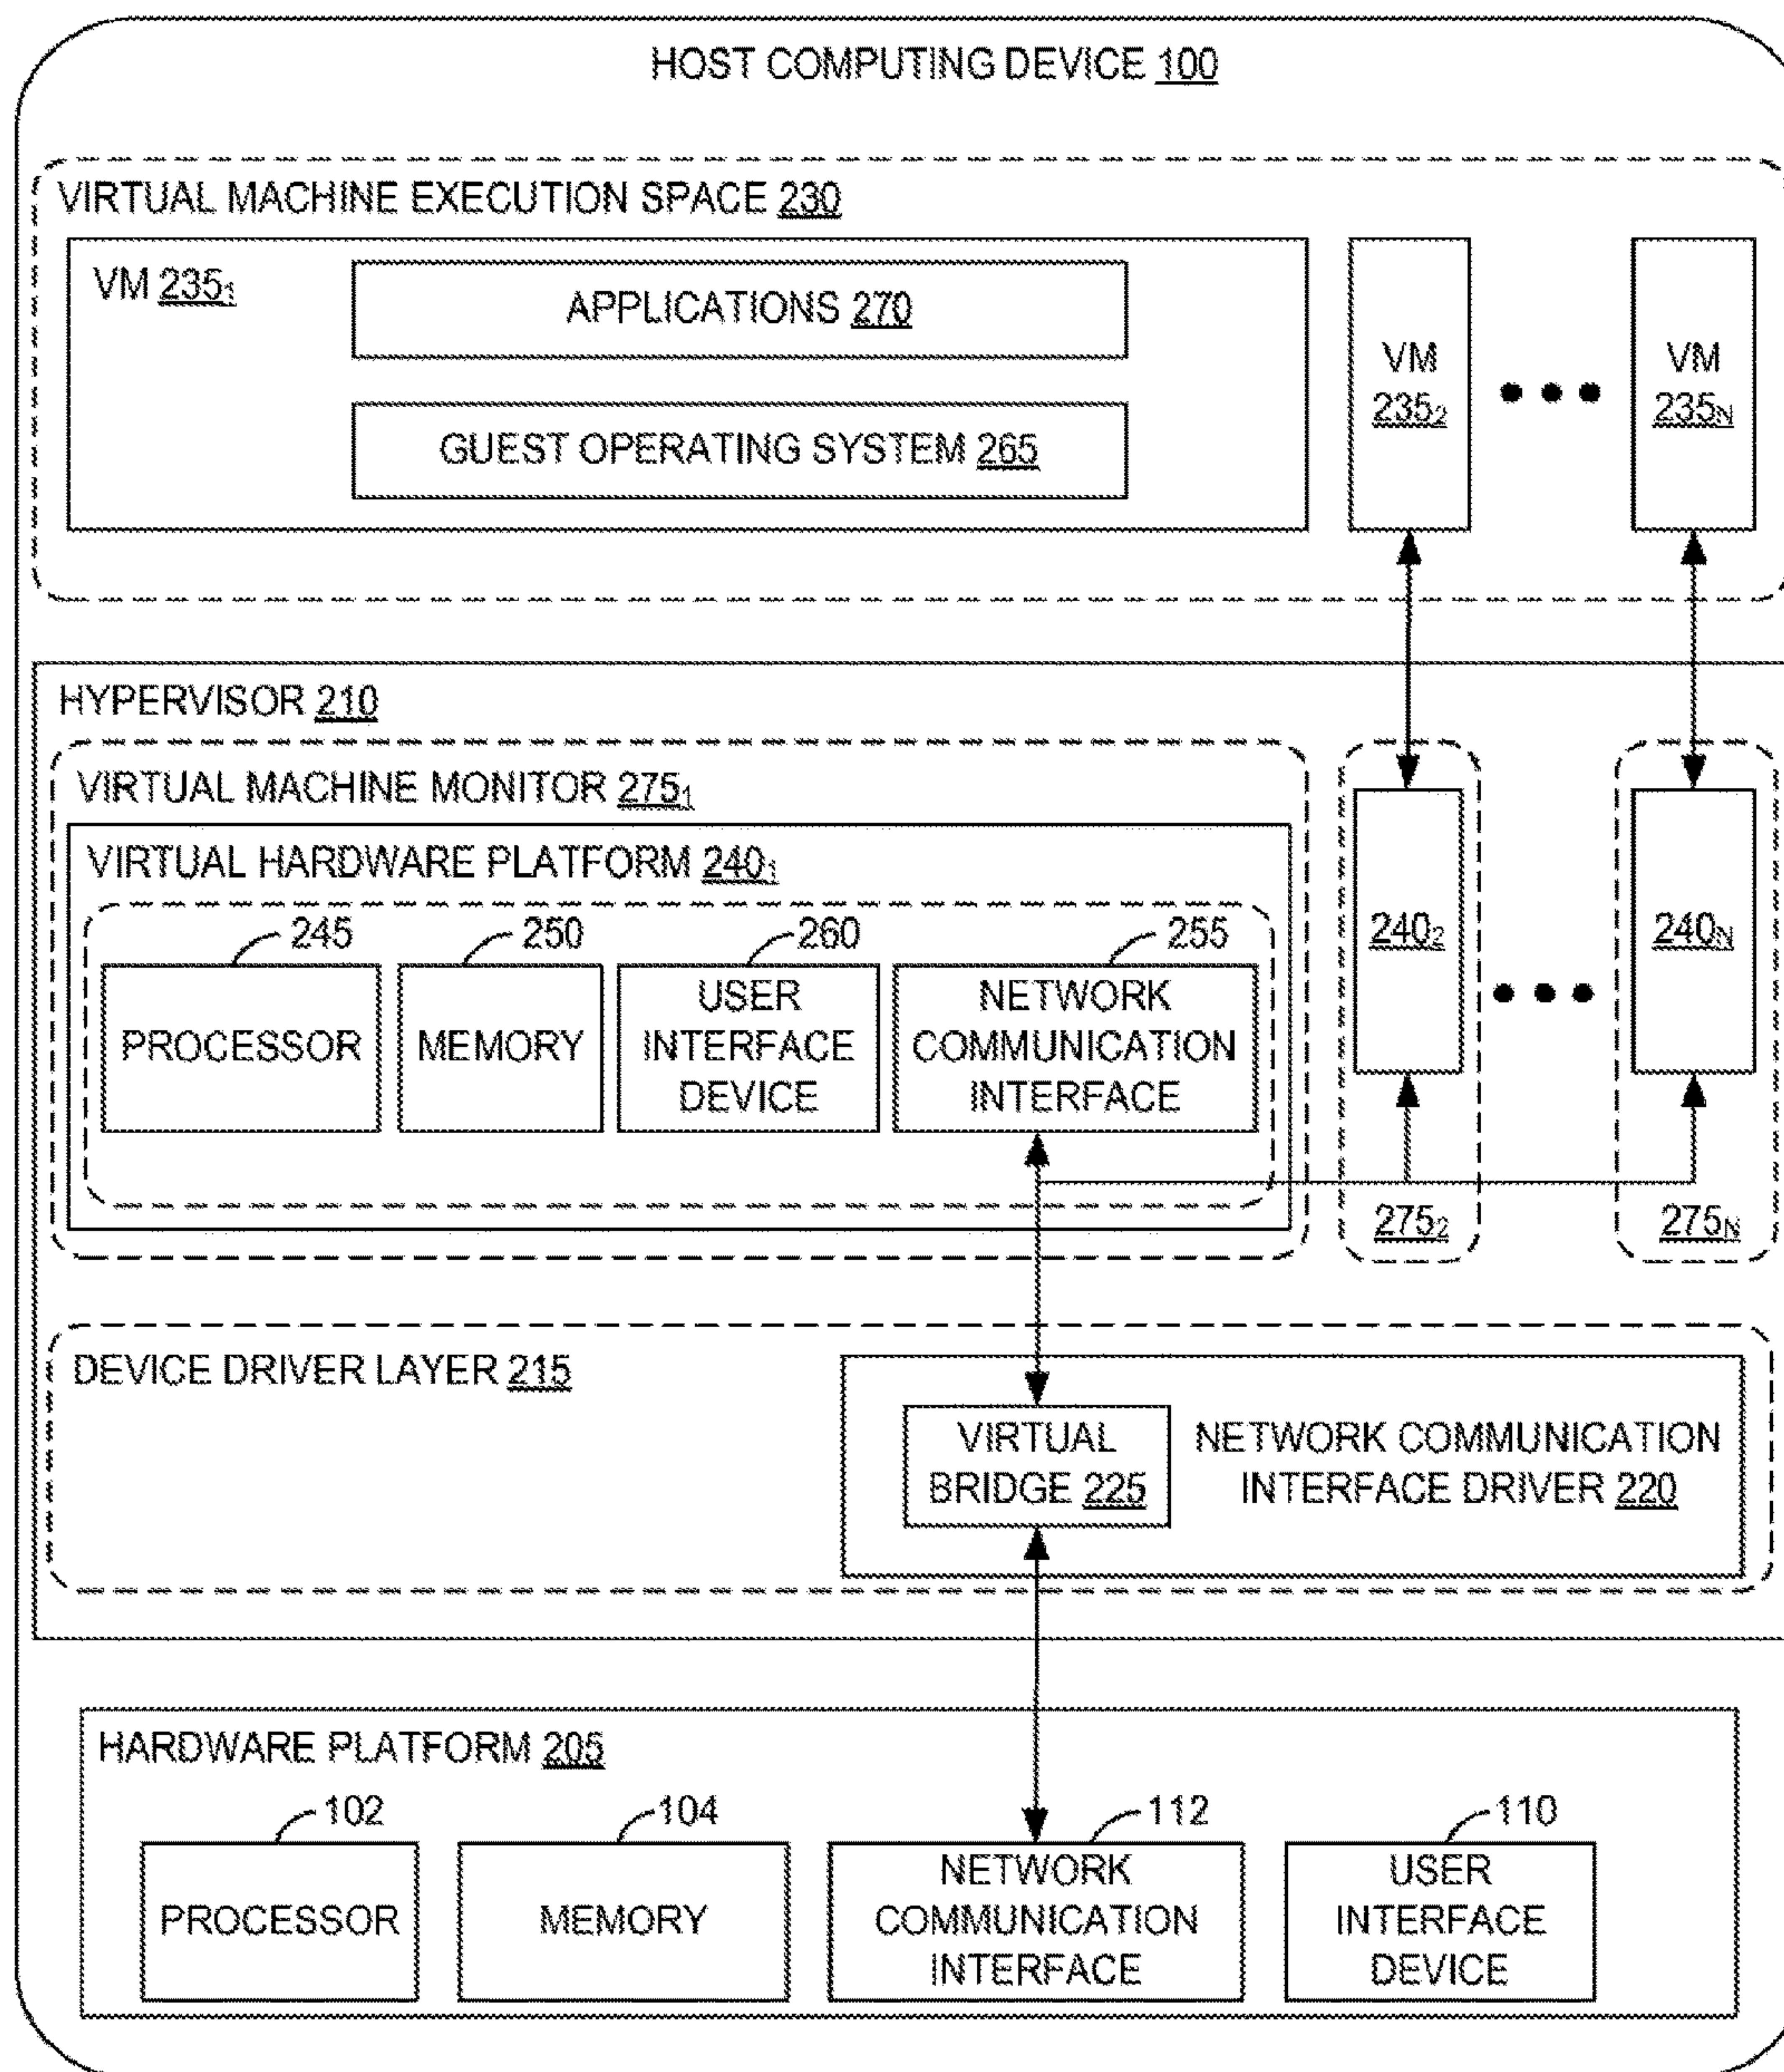 HOST COMPUTING DEVICE 100
VIRTUAL MACHINE EXECUTION SPACE 230
VM 235₁
APPLICATIONS 270
GUEST OPERATING SYSTEM 265
VM
235₂
VM
235_N
HYPERVISOR 210
VIRTUAL MACHINE MONITOR 275₁
VIRTUAL HARDWARE PLATFORM 240₁
245
250
260
255
PROCESSOR
MEMORY
USER
INTERFACE
DEVICE
NETWORK
COMMUNICATION
INTERFACE
240₂
240_N
275₂
275_N
DEVICE DRIVER LAYER 215
VIRTUAL
BRIDGE 225
NETWORK COMMUNICATION
INTERFACE DRIVER 220
HARDWARE PLATFORM 205
102
104
112
110
PROCESSOR
MEMORY
NETWORK
COMMUNICATION
INTERFACE
USER
INTERFACE
DEVICE